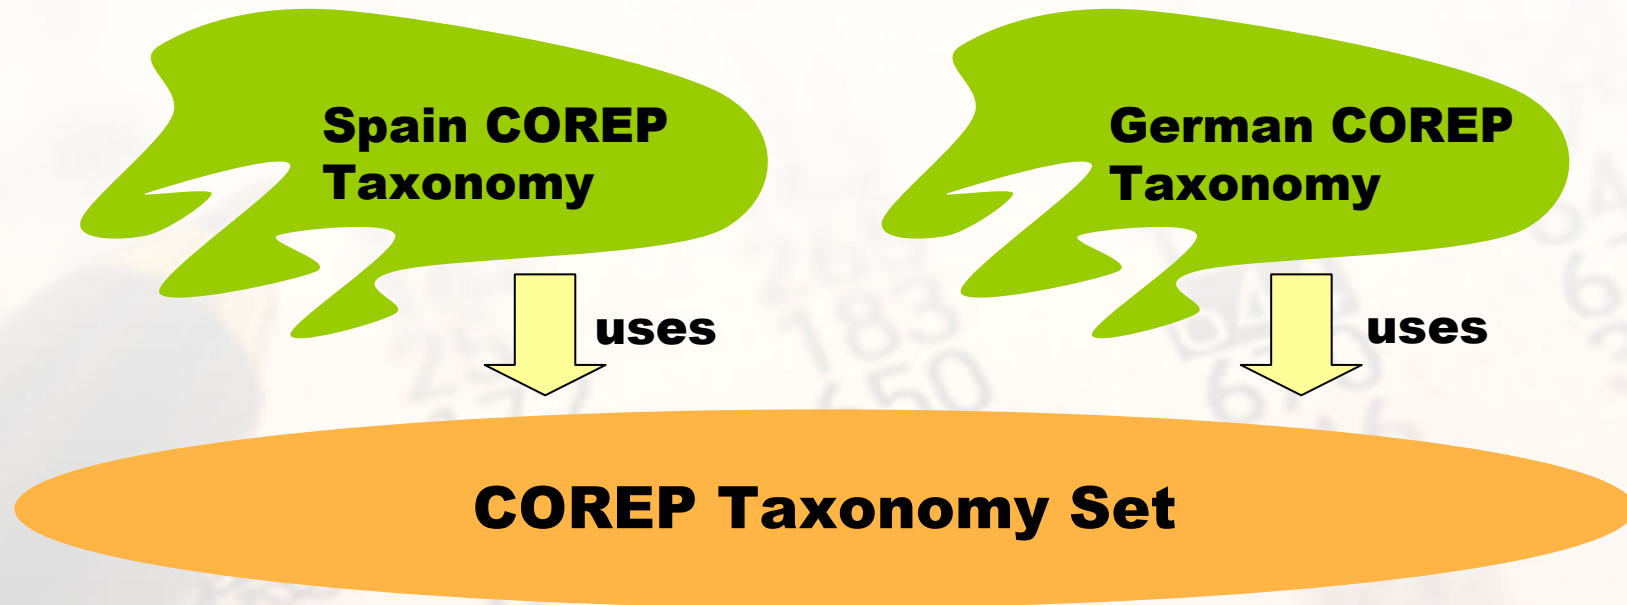 Spain COREP
Taxonomy
German COREP
Taxonomy
uses
uses
COREP Taxonomy Set